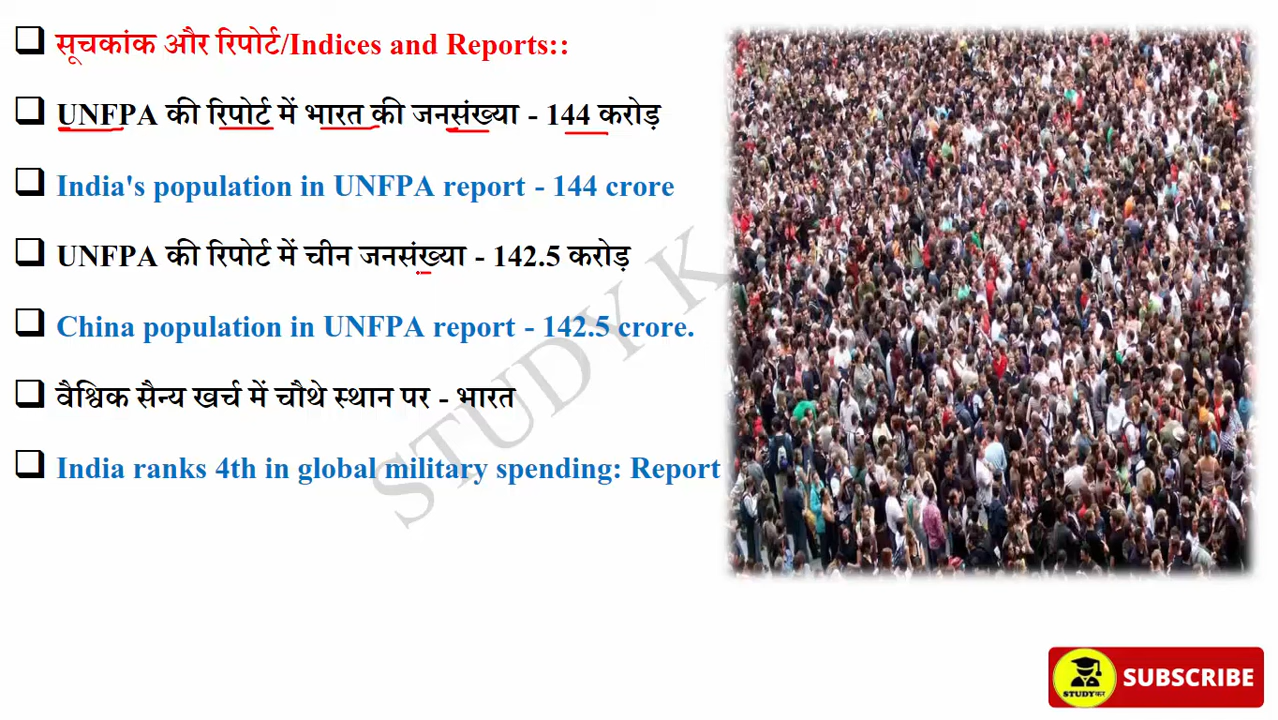 सूचकांक और रिपोर्ट/Indices and Reports::
UNFPA की रिपोर्ट में भारत की जनसंख्या - 144 करोड़
India's population in UNFPA report - 144 crore
UNFPA की रिपोर्ट में चीन जनसंख्या - 142.5 करोड़
China population in UNFPA report - 142.5 crore.
वैश्विक सैन्य खर्च में चौथे स्थान पर - भारत
India ranks 4th in global military spending: Report
STUDY K
SUBSCRIBE
STUDYकर